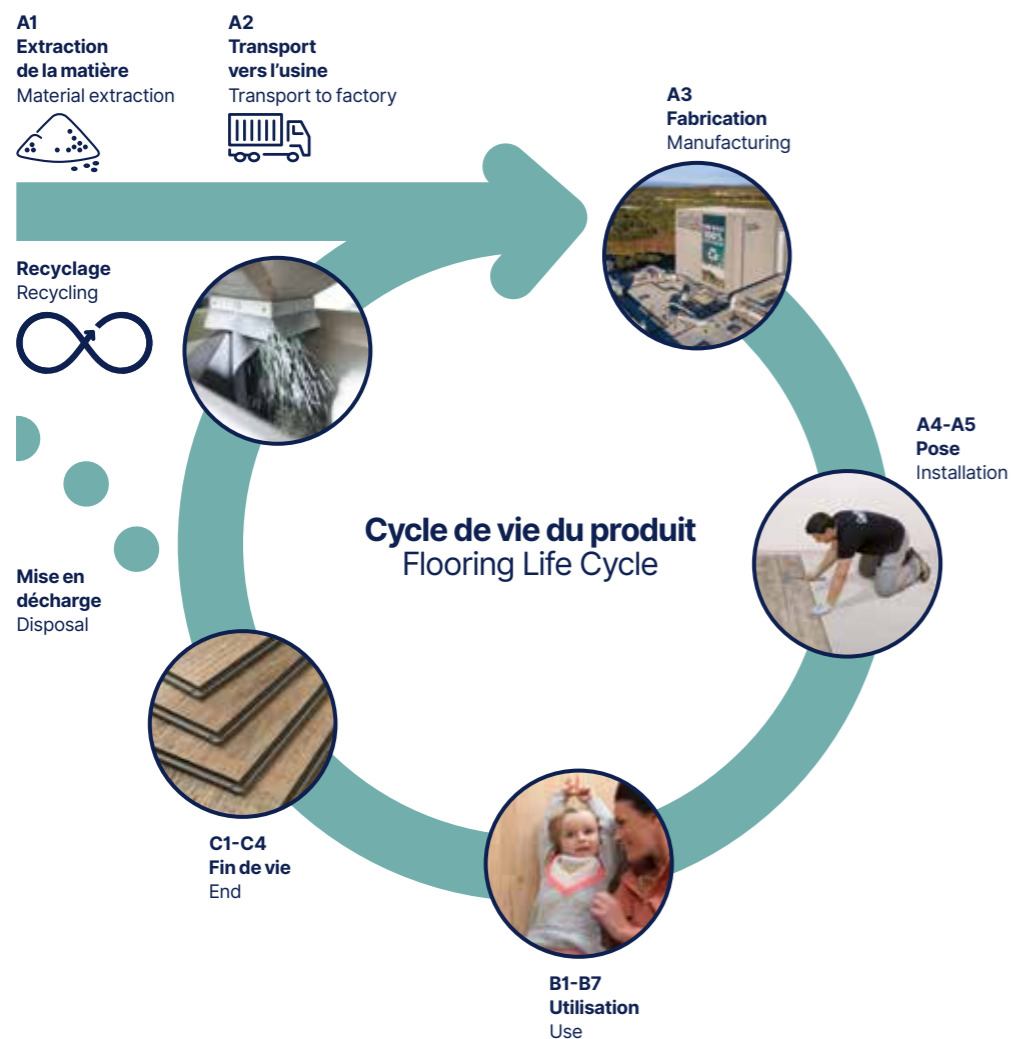 A1
Extraction
de la matière
Material extraction
A2
Transport
vers l'usine
Transport to factory
A3
Fabrication
Manufacturing
Recyclage
Recycling
A4-A5
Pose
Installation
Cycle de vie du produit
Flooring Life Cycle
Mise en
décharge
Disposal
C1-C4
Fin de vie
End
B1-B7
Utilisation
Use